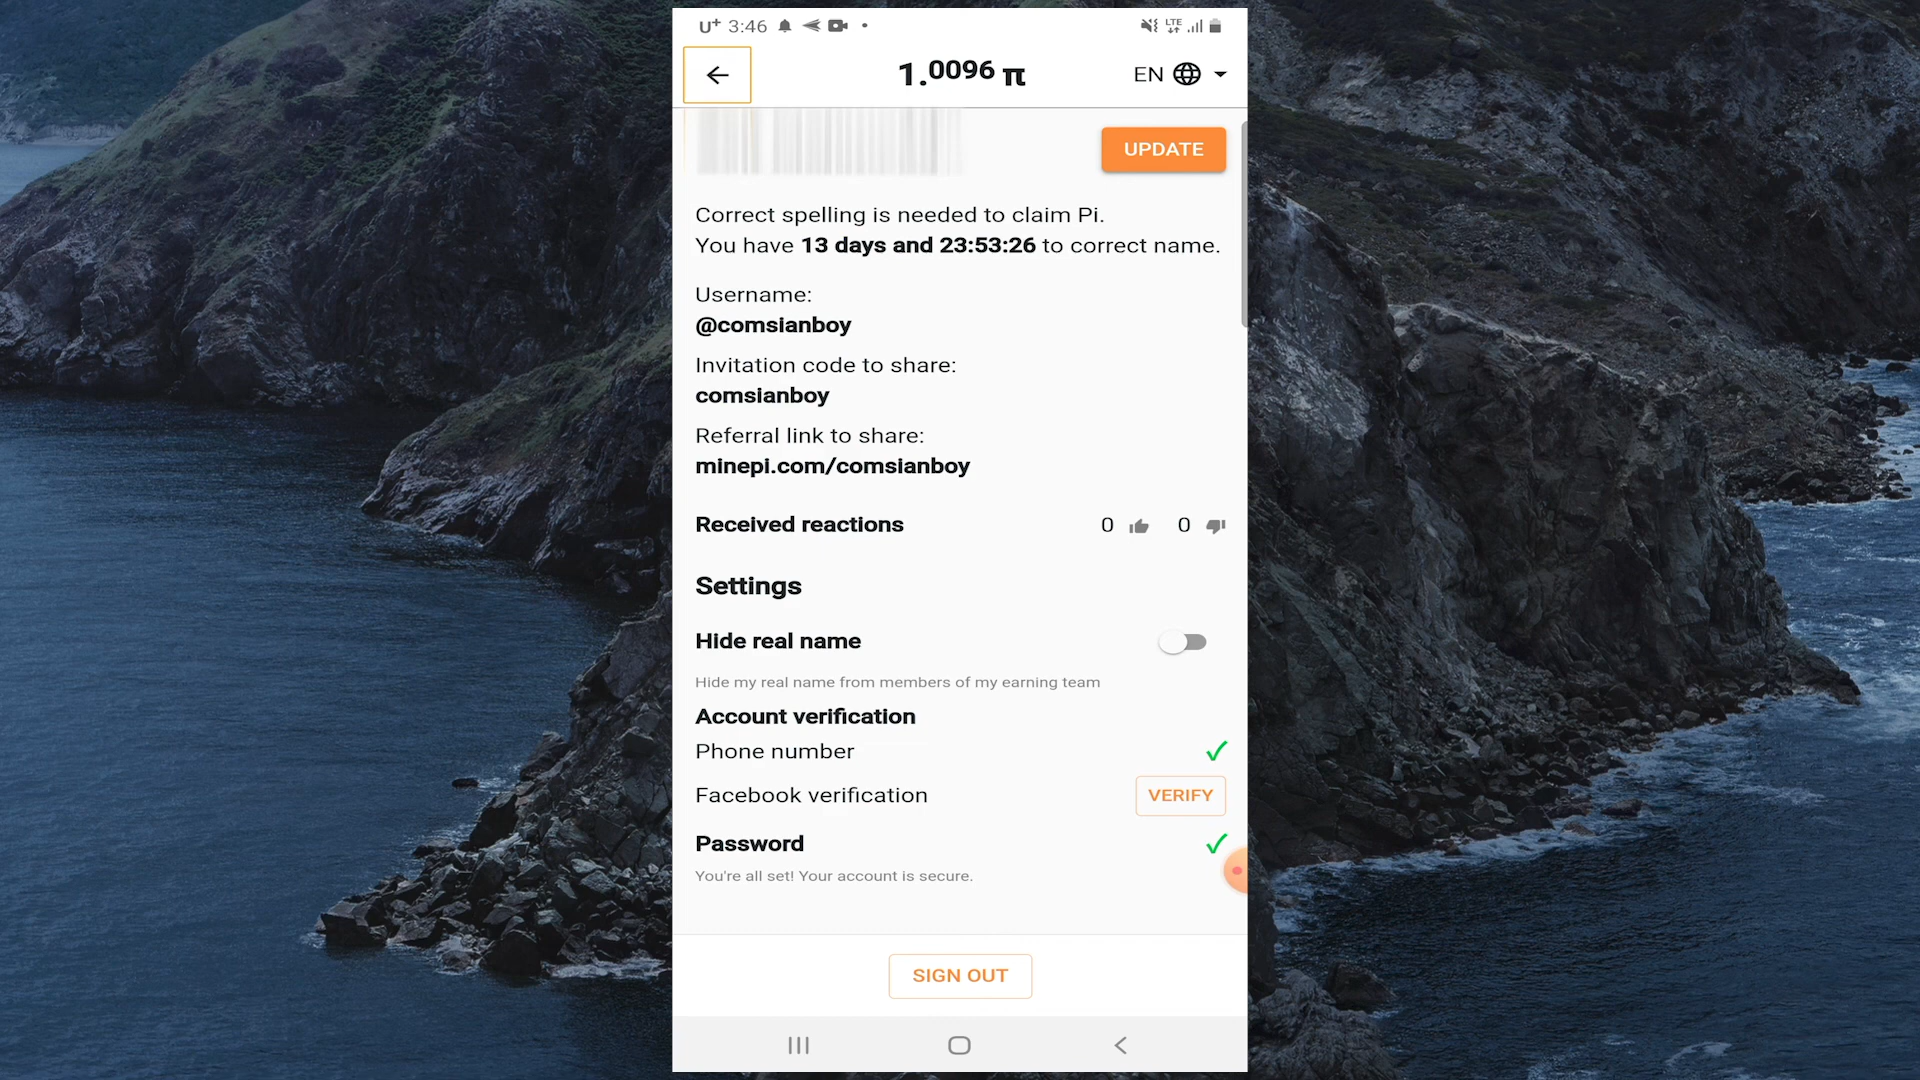 U+ 3:46 LTE
1.0096 π EN
UPDATE
Correct spelling is needed to claim Pi.
You have 13 days and 23:53:26 to correct name.
Username:
@comsianboy
Invitation code to share:
comsianboy
Referral link to share:
minepi.com/comsianboy
Received reactions 0 0
Settings
Hide real name
Hide my real name from members of my earning team
Account verification
Phone number
Facebook verification VERIFY
Password
You're all set! Your account is secure.
SIGN OUT